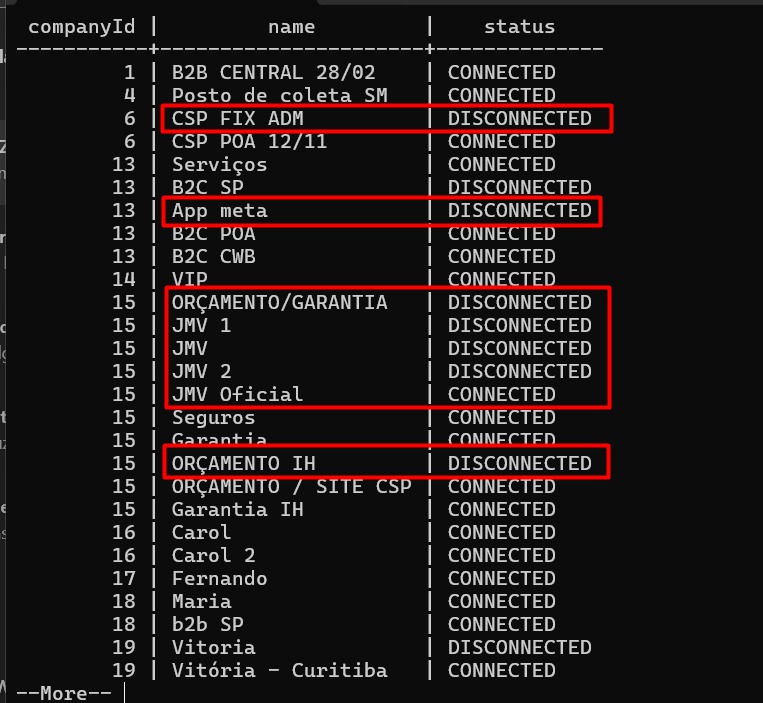 companyId | name | status
-----------+----------------------+--------------
1 | B2B CENTRAL 28/02 | CONNECTED
4 | Posto de coleta SM | CONNECTED
6 | CSP FIX ADM | DISCONNECTED
6 | CSP POA 12/11 | CONNECTED
13 | Serviços | CONNECTED
13 | B2C SP | DISCONNECTED
13 | App meta | DISCONNECTED
13 | B2C POA | CONNECTED
13 | B2C CWB | CONNECTED
14 | VIP | CONNECTED
15 | ORÇAMENTO/GARANTIA | DISCONNECTED
15 | JMV 1 | DISCONNECTED
15 | JMV | DISCONNECTED
15 | JMV 2 | DISCONNECTED
15 | JMV Oficial | CONNECTED
15 | Seguros | CONNECTED
15 | Garantia | CONNECTED
15 | ORÇAMENTO IH | DISCONNECTED
15 | ORÇAMENTO / SITE CSP | CONNECTED
15 | Garantia IH | CONNECTED
16 | Carol | CONNECTED
16 | Carol 2 | CONNECTED
17 | Fernando | CONNECTED
18 | Maria | CONNECTED
18 | b2b SP | CONNECTED
19 | Vitoria | DISCONNECTED
19 | Vitória - Curitiba | CONNECTED
--More--